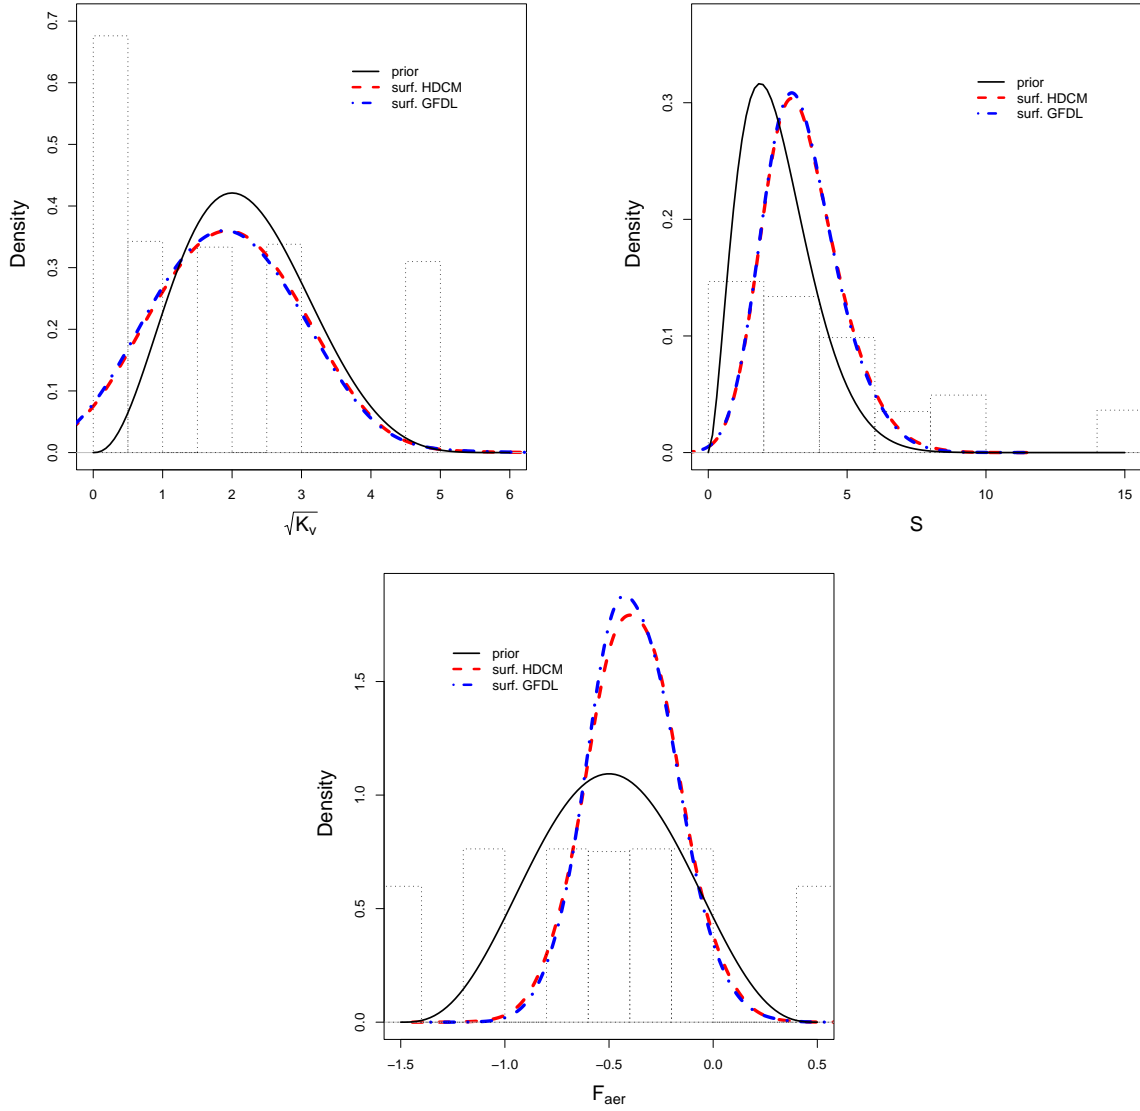 0.0 0.1 0.2 0.3 0.4 0.5 0.6 0.7
Density
prior
surf. HDCM
surf. GFDL
0 1 2 3 4 5 6
√K_v
0.0 0.1 0.2 0.3
Density
prior
surf. HDCM
surf. GFDL
0 5 10 15
S
0.0 0.5 1.0 1.5
Density
prior
surf. HDCM
surf. GFDL
−1.5 −1.0 −0.5 0.0 0.5
F_aer